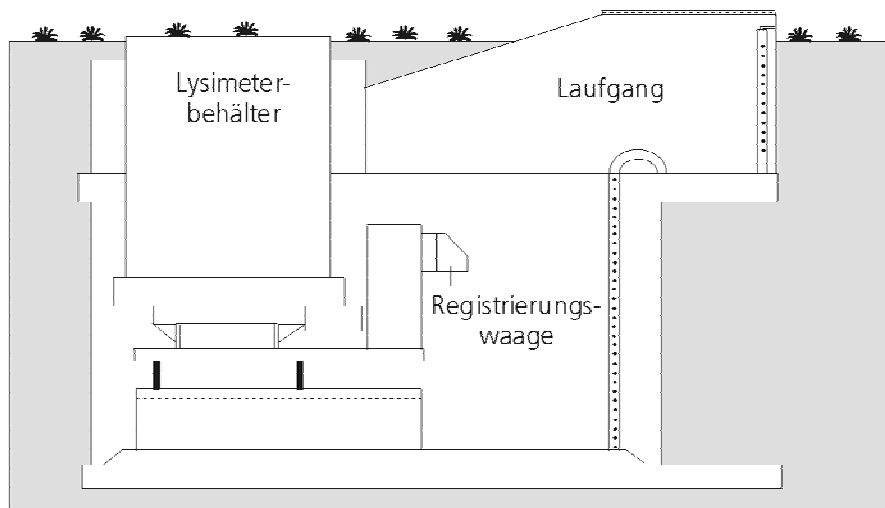 Lysimeter-
behälter
Laufgang
Registrierungs-
waage